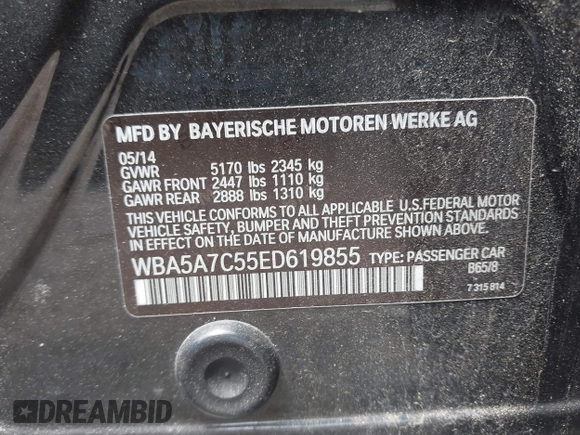 MFD BY BAYERISCHE MOTOREN WERKE AG
05/14
GVWR 5170 lbs 2345 kg
GAWR FRONT 2447 lbs 1110 kg
GAWR REAR 2888 lbs 1310 kg
THIS VEHICLE CONFORMS TO ALL APPLICABLE U.S.FEDERAL MOTOR
VEHICLE SAFETY, BUMPER AND THEFT PREVENTION STANDARDS
IN EFFECT ON THE DATE OF MANUFACTURE SHOWN ABOVE.
WBA5A7C55ED619855 TYPE: PASSENGER CAR
B65/8
7 315 814
DREAMBID